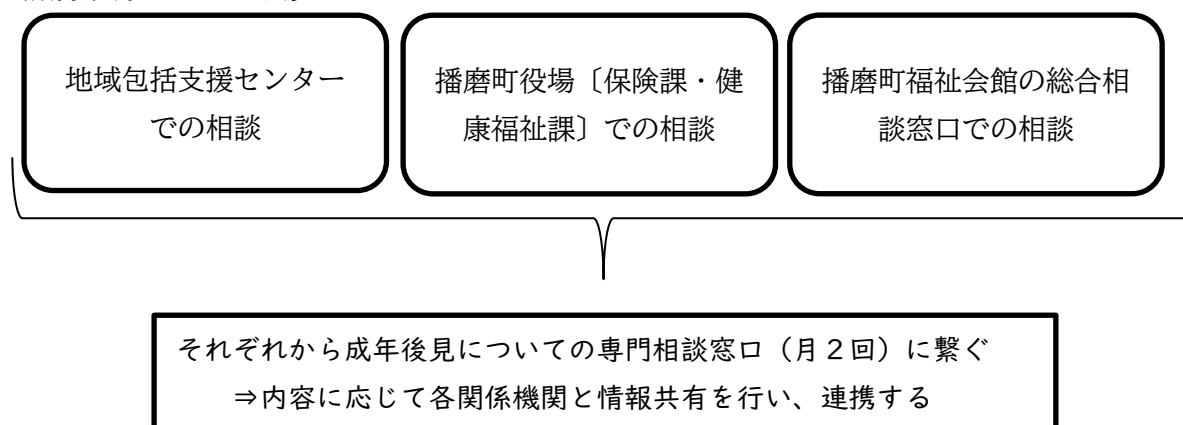 地域包括支援センター
での相談
播磨町役場〔保険課・健
康福祉課〕での相談
播磨町福祉会館の総合相
談窓口での相談
それぞれから成年後見についての専門相談窓口（月２回）に繋ぐ
⇒内容に応じて各関係機関と情報共有を行い、連携する